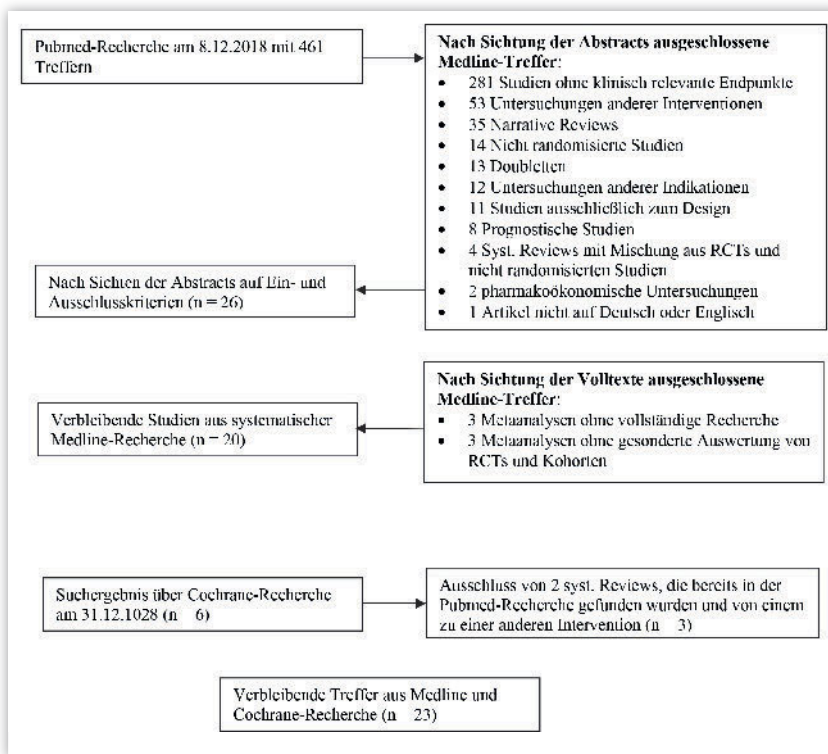 Pubmed-Recherche am 8.12.2018 mit 461
Treffern
Nach Sichtung der Abstracts ausgeschlossene
Medline-Treffer:
• 281 Studien ohne klinisch relevante Endpunkte
• 53 Untersuchungen anderer Interventionen
• 35 Narrative Reviews
• 14 Nicht randomisierte Studien
• 13 Doubletten
• 12 Untersuchungen anderer Indikationen
• 11 Studien ausschließlich zum Design
• 8 Prognostische Studien
• 4 Syst. Reviews mit Mischung aus RCTs und
nicht randomisierten Studien
• 2 pharmakoökonomische Untersuchungen
• 1 Artikel nicht auf Deutsch oder Englisch
Nach Sichten der Abstracts auf Ein- und
Ausschlusskriterien (n = 26)
Nach Sichtung der Volltexte ausgeschlossene
Medline-Treffer:
• 3 Metaanalysen ohne vollständige Recherche
• 3 Metaanalysen ohne gesonderte Auswertung von
RCTs und Kohorten
Verbleibende Studien aus systematischer
Medline-Recherche (n = 20)
Suchergebnis über Cochrane-Recherche
am 31.12.1028 (n 6)
Ausschluss von 2 syst. Reviews, die bereits in der
Pubmed-Recherche gefunden wurden und von einem
zu einer anderen Intervention (n 3)
Verbleibende Treffer aus Medline und
Cochrane-Recherche (n 23)